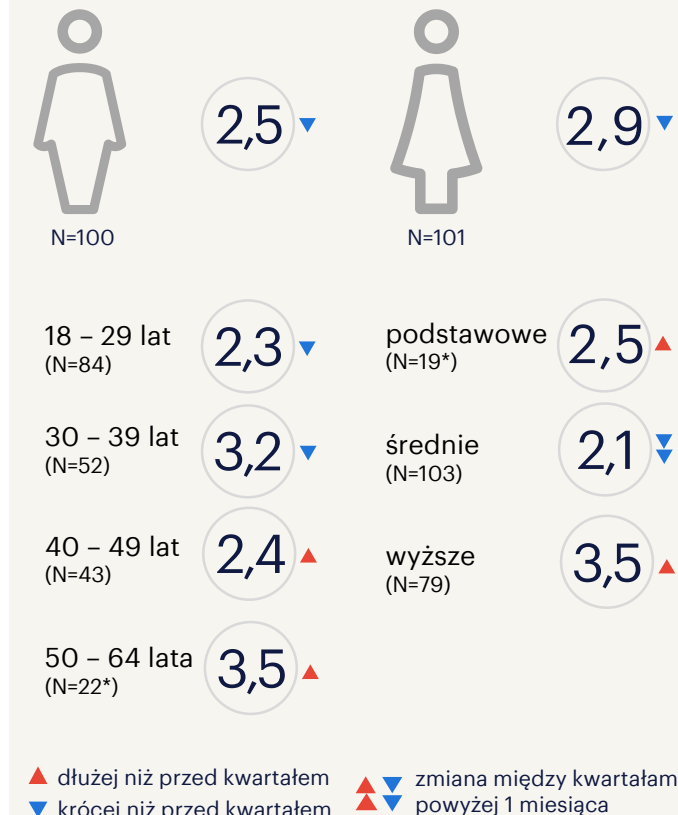 2,5
2,9
N=100
N=101
18 – 29 lat
(N=84)
2,3
30 – 39 lat
(N=52)
3,2
40 – 49 lat
(N=43)
2,4
50 – 64 lata
(N=22*)
3,5
podstawowe
(N=19*)
2,5
średnie
(N=103)
2,1
wyższe
(N=79)
3,5
dłużej niż przed kwartałem
krócej niż przed kwartałem
zmiana między kwartałam
powyżej 1 miesiąca